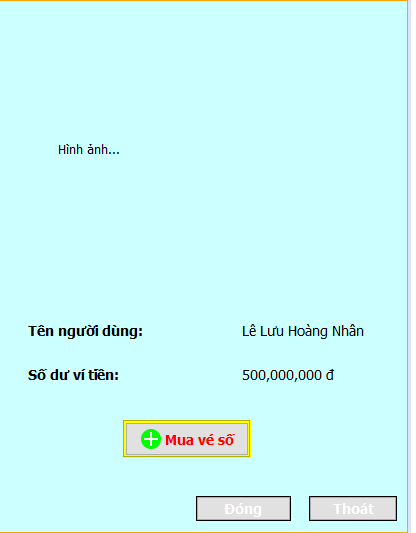 Hình ảnh...
Tên người dùng: Lê Lưu Hoàng Nhân
Số dư ví tiền: 500,000,000 đ
Mua vé số
Đóng Thoát